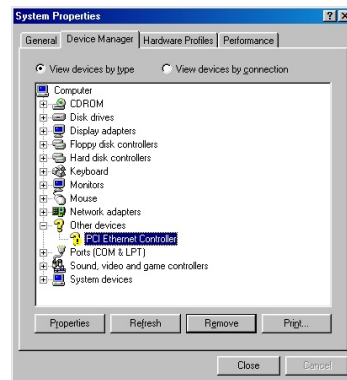 System Properties
General Device Manager Hardware Profiles Performance
View devices by type View devices by connection
Computer
CDROM
Disk drives
Display adapters
Floppy disk controllers
Hard disk controllers
Keyboard
Monitors
Mouse
Network adapters
Other devices
PCI Ethernet Controller
Ports (COM & LPT)
Sound, video and game controllers
System devices
Properties Refresh Remove Print...
Close Cancel